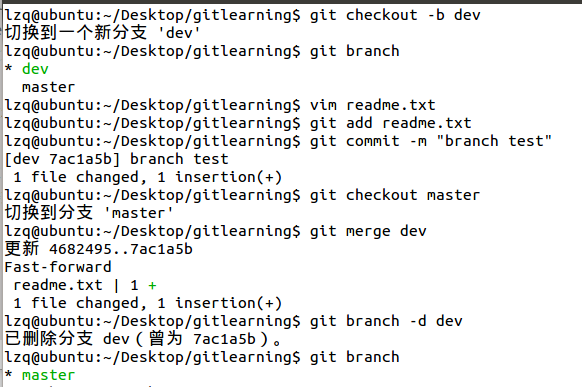 lzq@ubuntu:~/Desktop/gitlearning$ git checkout -b dev
切换到一个新分支 'dev'
lzq@ubuntu:~/Desktop/gitlearning$ git branch
* dev
  master
lzq@ubuntu:~/Desktop/gitlearning$ vim readme.txt
lzq@ubuntu:~/Desktop/gitlearning$ git add readme.txt
lzq@ubuntu:~/Desktop/gitlearning$ git commit -m "branch test"
[dev 7ac1a5b] branch test
 1 file changed, 1 insertion(+)
lzq@ubuntu:~/Desktop/gitlearning$ git checkout master
切换到分支 'master'
lzq@ubuntu:~/Desktop/gitlearning$ git merge dev
更新 4682495..7ac1a5b
Fast-forward
 readme.txt | 1 +
 1 file changed, 1 insertion(+)
lzq@ubuntu:~/Desktop/gitlearning$ git branch -d dev
已删除分支 dev（曾为 7ac1a5b）。
lzq@ubuntu:~/Desktop/gitlearning$ git branch
* master